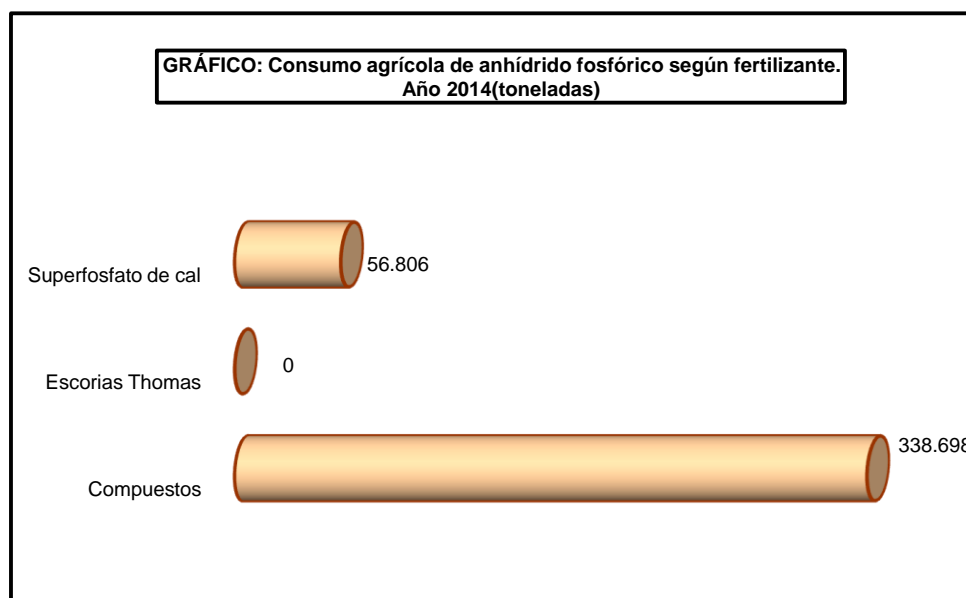 GRÁFICO: Consumo agrícola de anhídrido fosfórico según fertilizante.
Año 2014(toneladas)
Superfosfato de cal
56.806
Escorias Thomas
0
Compuestos
338.698